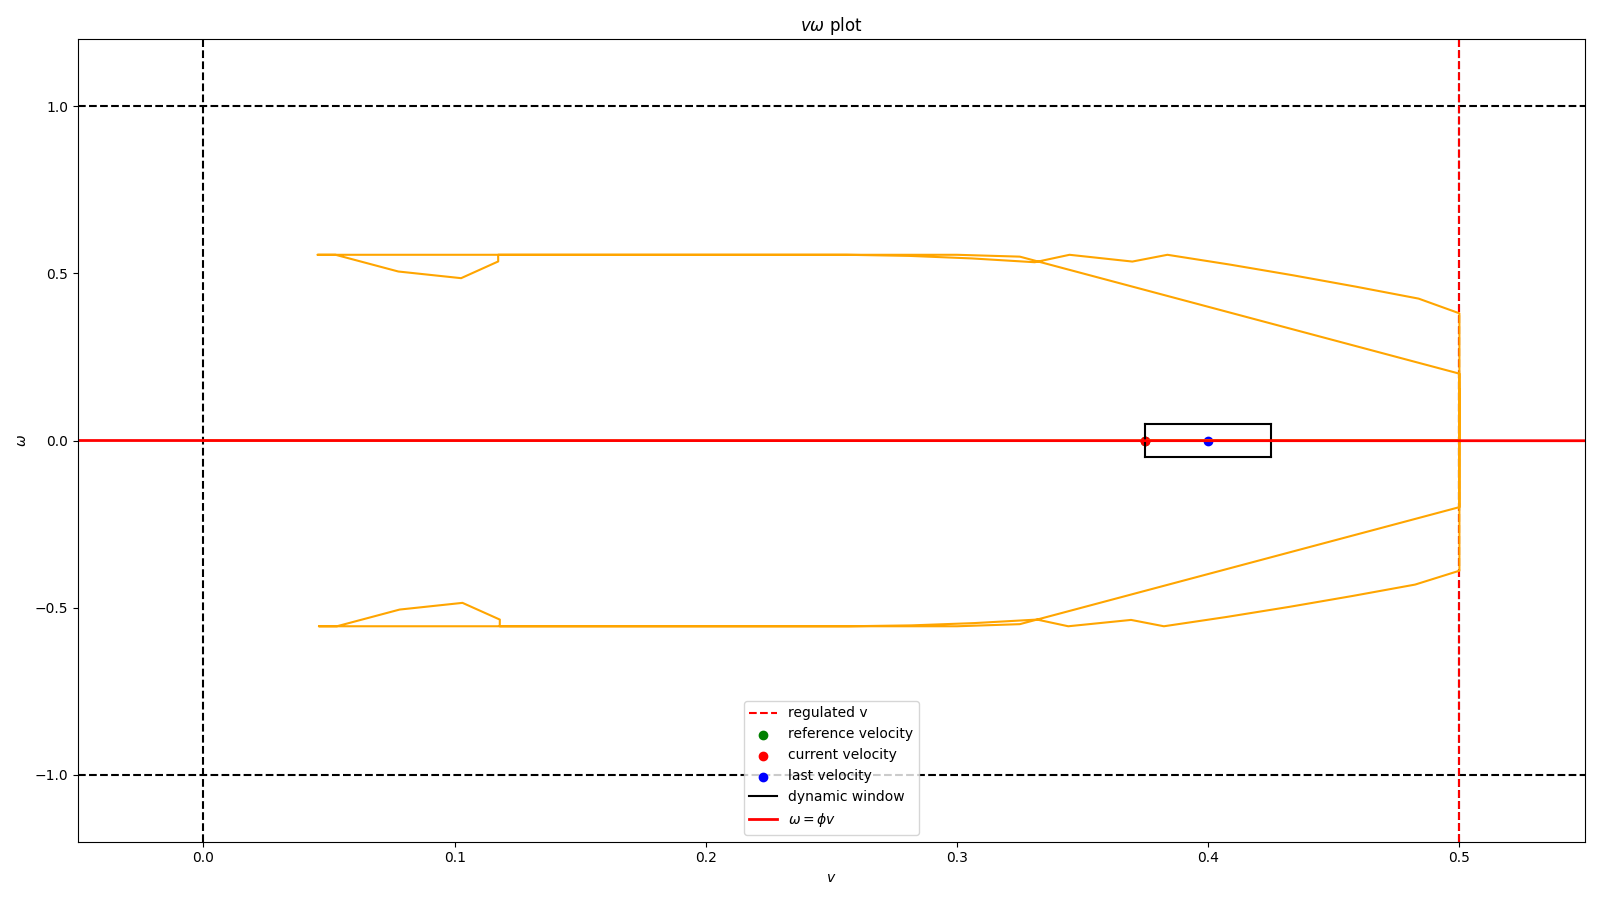 vω plot
1.0
0.5
0.0
−0.5
−1.0
ω
0.0
0.1
0.2
0.3
0.4
0.5
v
regulated v
reference velocity
current velocity
last velocity
dynamic window
ω = ϕv